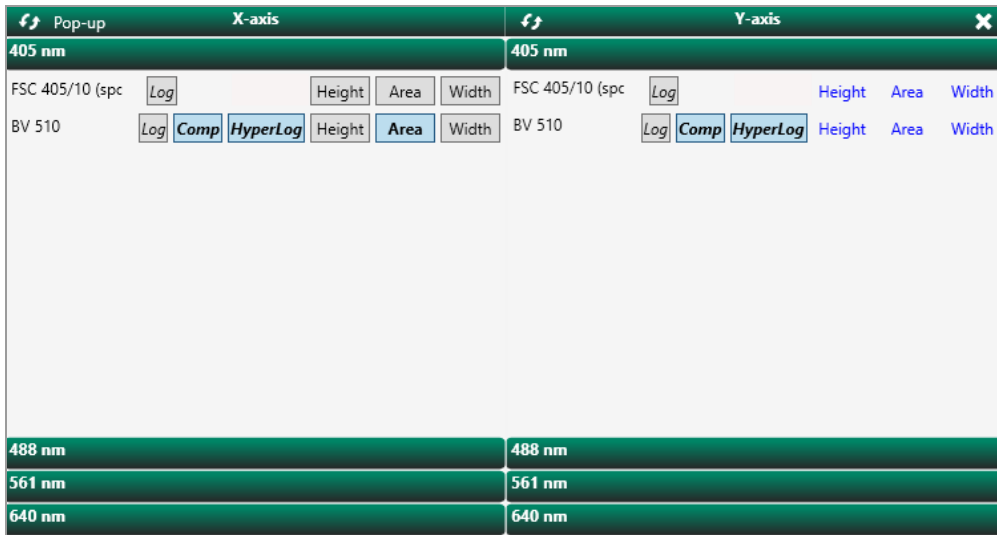 Pop-up X-axis Y-axis
405 nm 405 nm
FSC 405/10 (spc Log Height Area Width FSC 405/10 (spc Log Height Area Width
BV 510 Log Comp HyperLog Height Area Width BV 510 Log Comp HyperLog Height Area Width
488 nm 488 nm
561 nm 561 nm
640 nm 640 nm